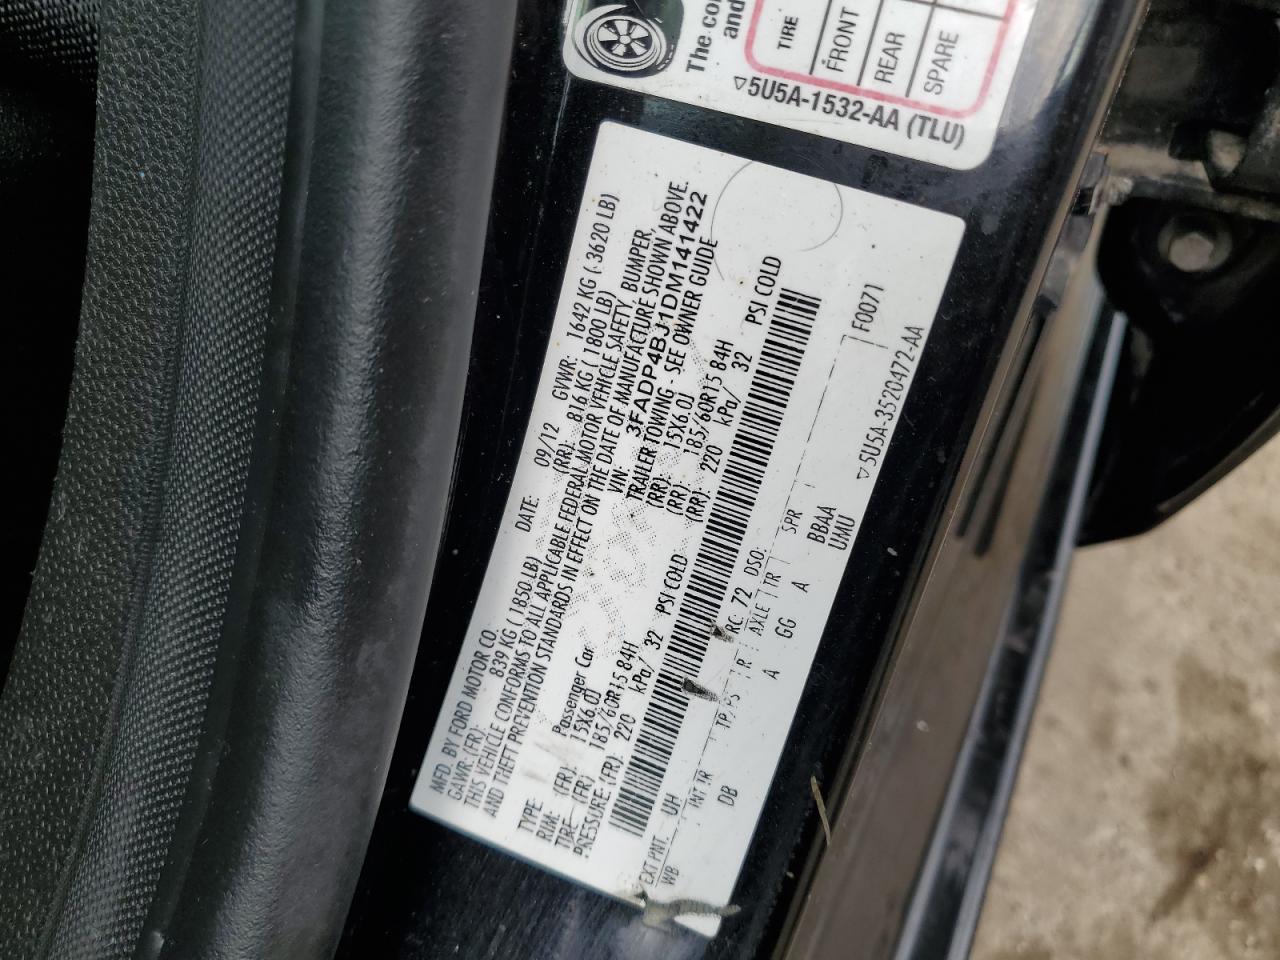 The co
and
TIRE
FRONT
REAR
SPARE
5U5A-1532-AA (TLU)
MFD. BY FORD MOTOR CO. DATE: 09/12 GVWR: 1642 KG ( 3620 LB)
GAWR: (FR): 839 KG ( 1850 LB) (RR): 816 KG ( 1800 LB)
THIS VEHICLE CONFORMS TO ALL APPLICABLE FEDERAL MOTOR VEHICLE SAFETY, BUMPER,
AND THEFT PREVENTION STANDARDS IN EFFECT ON THE DATE OF MANUFACTURE SHOWN ABOVE.
VIN: 3FADP4BJ1DM141422
TYPE Passenger Car TRAILER TOWING. SEE OWNER GUIDE
RIM: (FR) 15X6.0J (RR): 15X6.0J
TIRE (FR) 185/60R15 84H (RR): 185/60R15 84H
PRESSURE: (FR): 220 kPa/ 32 PSI COLD (RR): 220 kPa/ 32 PSI COLD
EXT PNT: UH RC: 72 DSO: F0071
WB INT TR TP/PS R AXLE TR SPR
DB A GG A BBAA
UMU
5U5A-3520472-AA